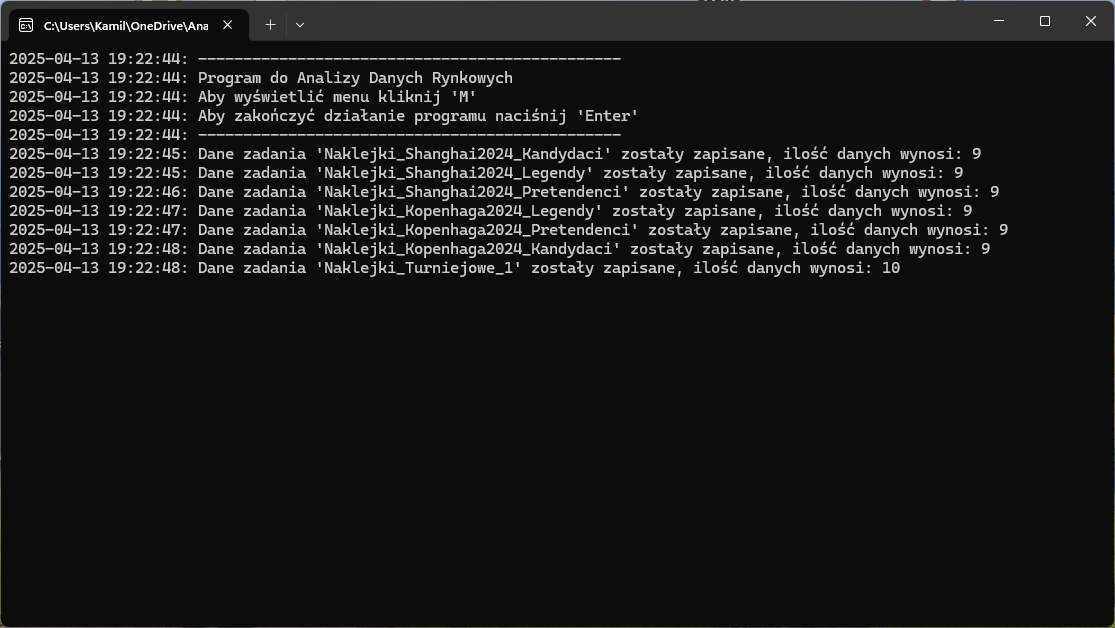 C:\Users\Kamil\OneDrive\Ana
2025-04-13 19:22:44: -----------------------------------------------
2025-04-13 19:22:44: Program do Analizy Danych Rynkowych
2025-04-13 19:22:44: Aby wyświetlić menu kliknij 'M'
2025-04-13 19:22:44: Aby zakończyć działanie programu naciśnij 'Enter'
2025-04-13 19:22:44: -----------------------------------------------
2025-04-13 19:22:45: Dane zadania 'Naklejki_Shanghai2024_Kandydaci' zostały zapisane, ilość danych wynosi: 9
2025-04-13 19:22:45: Dane zadania 'Naklejki_Shanghai2024_Legendy' zostały zapisane, ilość danych wynosi: 9
2025-04-13 19:22:46: Dane zadania 'Naklejki_Shanghai2024_Pretendenci' zostały zapisane, ilość danych wynosi: 9
2025-04-13 19:22:47: Dane zadania 'Naklejki_Kopenhaga2024_Legendy' zostały zapisane, ilość danych wynosi: 9
2025-04-13 19:22:47: Dane zadania 'Naklejki_Kopenhaga2024_Pretendenci' zostały zapisane, ilość danych wynosi: 9
2025-04-13 19:22:48: Dane zadania 'Naklejki_Kopenhaga2024_Kandydaci' zostały zapisane, ilość danych wynosi: 9
2025-04-13 19:22:48: Dane zadania 'Naklejki_Turniejowe_1' zostały zapisane, ilość danych wynosi: 10